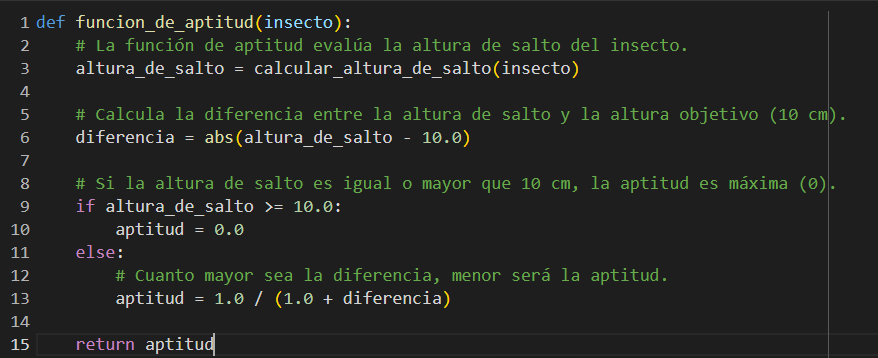 1 def funcion_de_aptitud(insecto):
2     # La función de aptitud evalúa la altura de salto del insecto.
3     altura_de_salto = calcular_altura_de_salto(insecto)
4
5     # Calcula la diferencia entre la altura de salto y la altura objetivo (10 cm).
6     diferencia = abs(altura_de_salto - 10.0)
7
8     # Si la altura de salto es igual o mayor que 10 cm, la aptitud es máxima (0).
9     if altura_de_salto >= 10.0:
10         aptitud = 0.0
11     else:
12         # Cuanto mayor sea la diferencia, menor será la aptitud.
13         aptitud = 1.0 / (1.0 + diferencia)
14
15     return aptitud